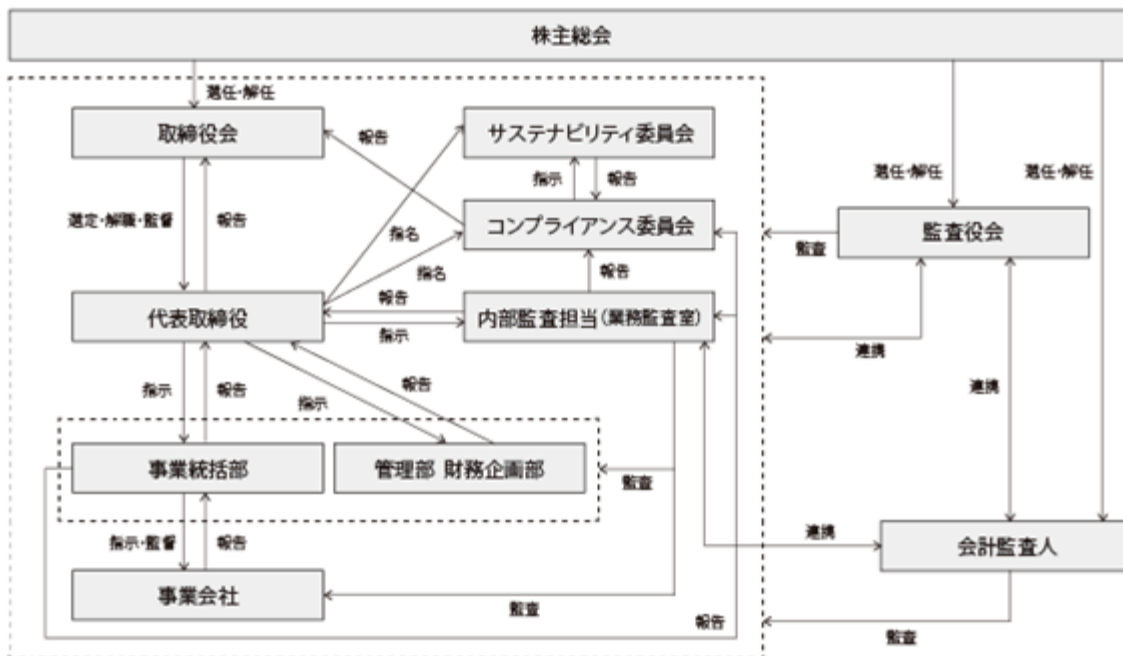 株主総会
選任・解任
取締役会
報告
サステナビリティ委員会
指示
報告
選任・解任
選任・解任
選定・解職・監督
報告
指名
コンプライアンス委員会
監査
監査役会
指名
報告
代表取締役
報告
指示
内部監査担当（業務監査室）
連携
連携
指示
報告
指示
報告
事業統括部
管理部 財務企画部
監査
指示・監督
報告
連携
会計監査人
事業会社
監査
報告
監査